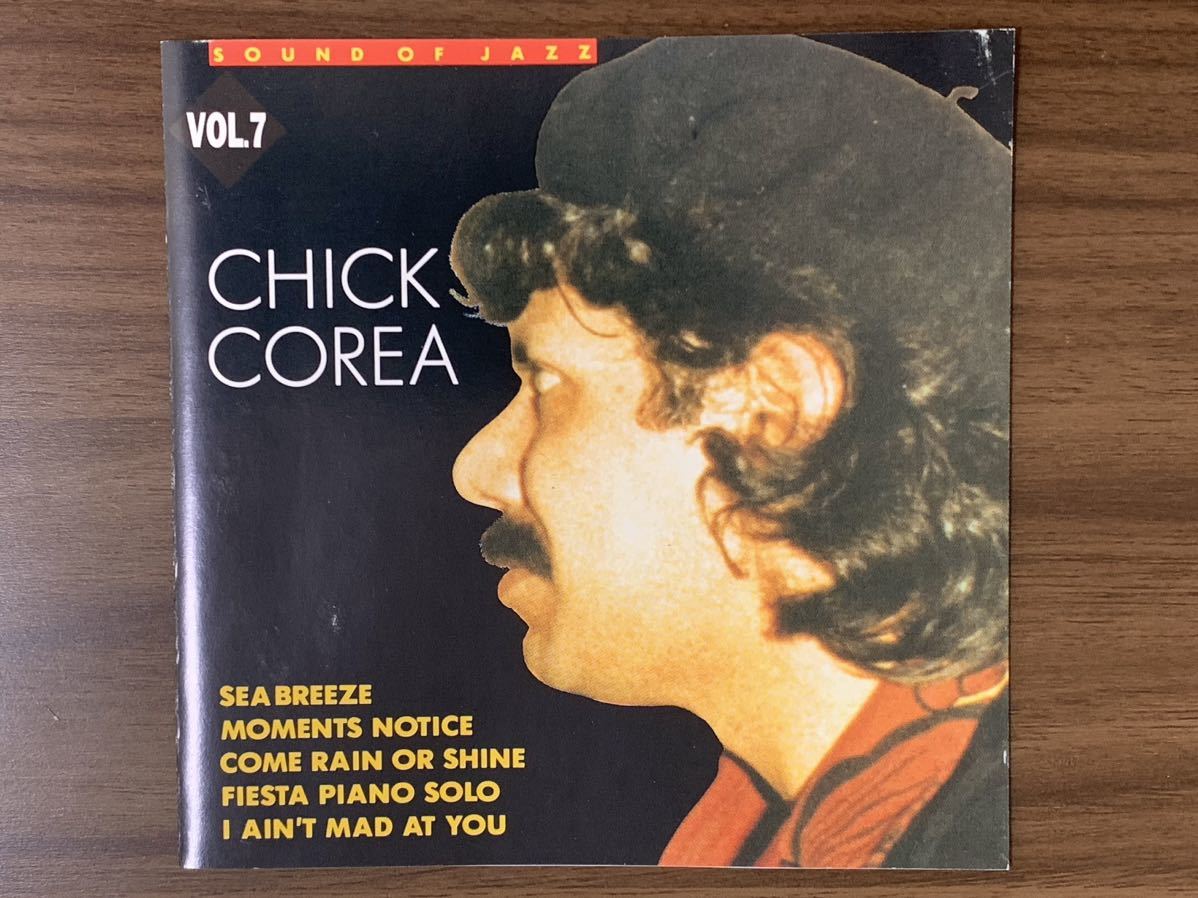 SOUND OF JAZZ
VOL.7
CHICK
COREA
SEA BREEZE
MOMENTS NOTICE
COME RAIN OR SHINE
FIESTA PIANO SOLO
I AIN'T MAD AT YOU